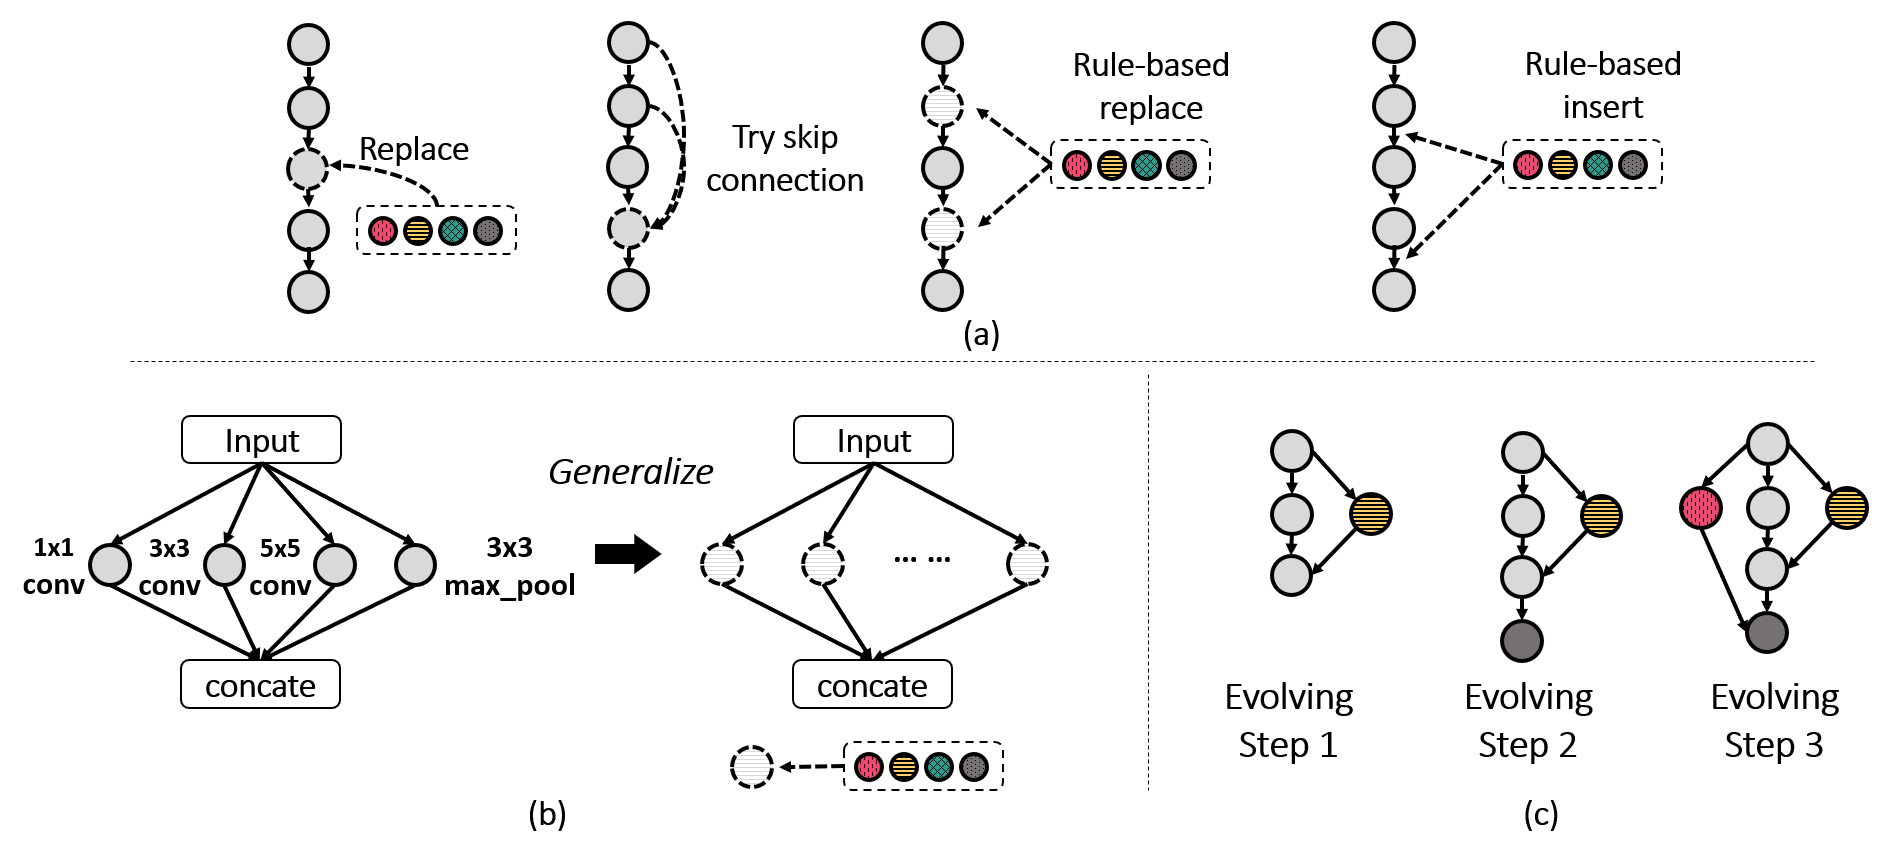 Replace
Try skip
connection
Rule-based
replace
Rule-based
insert
(a)
Input
1x1
conv
3x3
conv
5x5
conv
3x3
max_pool
concate
Generalize
Input
... ...
concate
(b)
Evolving
Step 1
Evolving
Step 2
Evolving
Step 3
(c)